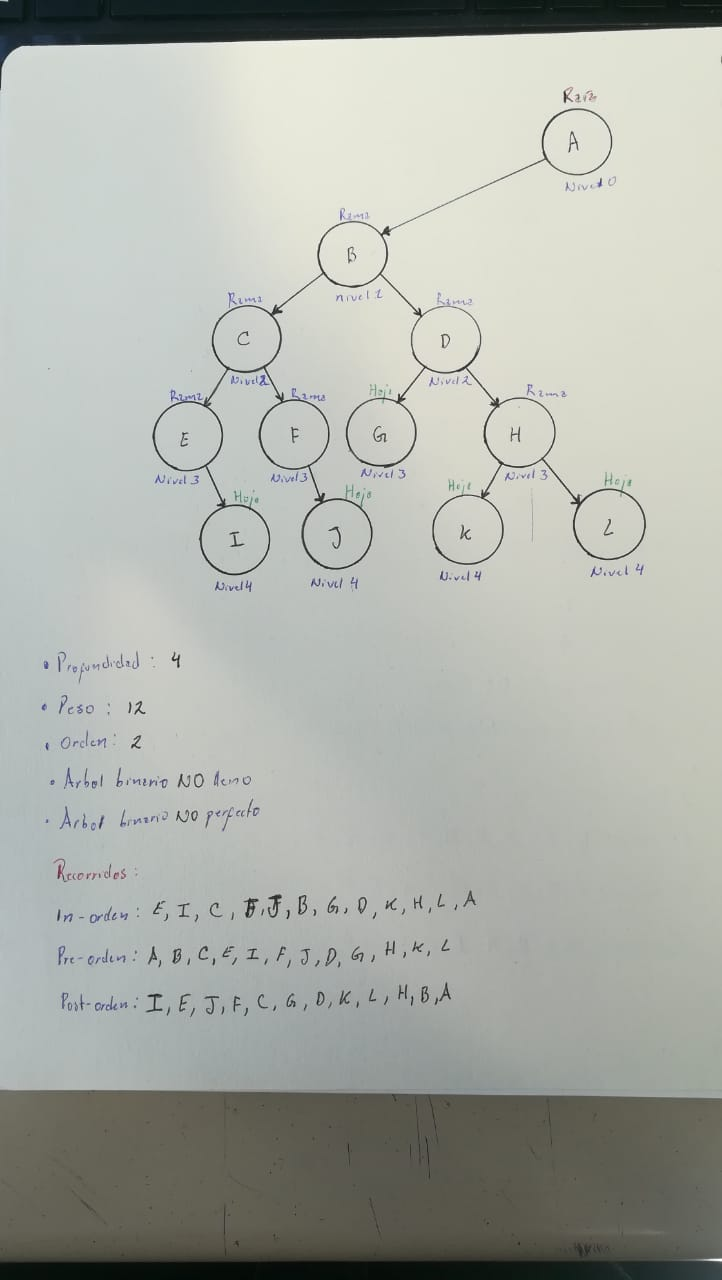 Raiz
A
Nivel 0
Rama
B
nivel 1
Rama
Rama
C
D
Nivel 2
Nivel 2
Rama
Rama
Hoja
Rama
E
F
G
H
Nivel 3
Nivel 3
Nivel 3
Nivel 3
Hoja
Hoja
Hoja
Hoja
I
J
K
L
Nivel 4
Nivel 4
Nivel 4
Nivel 4
• Profundidad : 4
• Peso : 12
• Orden : 2
• Arbol binario NO lleno
• Arbol binario NO perfecto
Recorridos :
In-orden : E, I, C, F, J, B, G, D, K, H, L, A
Pre-orden : A, B, C, E, I, F, J, D, G, H, K, L
Post-orden : I, E, J, F, C, G, D, K, L, H, B, A